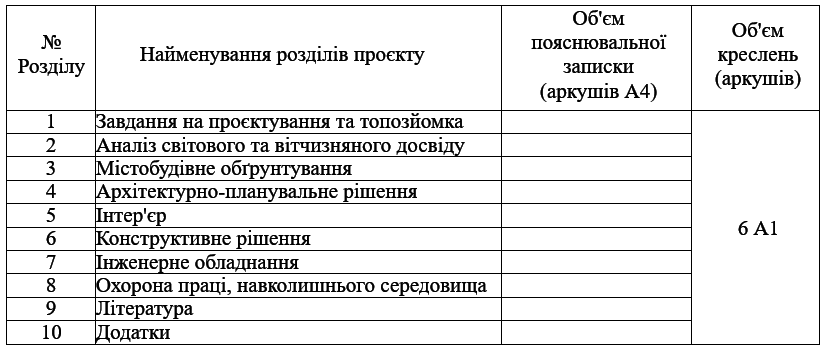 №
Розділу
Найменування розділів проєкту
Об'єм
пояснювальної
записки
(аркушів А4)
Об'єм
креслень
(аркушів)
1 Завдання на проєктування та топозйомка
2 Аналіз світового та вітчизняного досвіду
3 Містобудівне обґрунтування
4 Архітектурно-планувальне рішення
5 Інтер'єр
6 Конструктивне рішення
7 Інженерне обладнання
8 Охорона праці, навколишнього середовища
9 Література
10 Додатки
6 А1